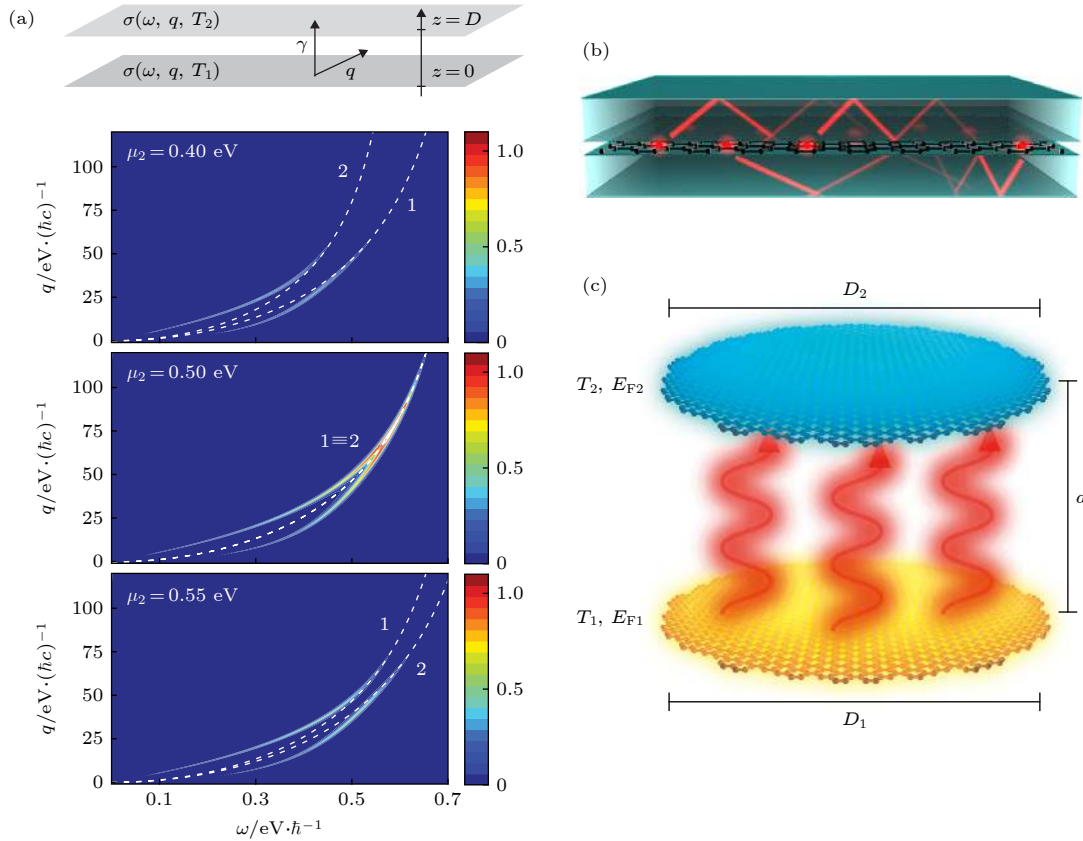 (a)
σ(ω, q, T₂)
z=D
γ
q
σ(ω, q, T₁)
z=0
μ₂=0.40 eV
2
1
q/eV·(ħc)⁻¹
100
75
50
25
0
1.0
0.5
0
μ₂=0.50 eV
1≡2
q/eV·(ħc)⁻¹
100
75
50
25
0
1.0
0.5
0
μ₂=0.55 eV
1
2
q/eV·(ħc)⁻¹
100
75
50
25
0
1.0
0.5
0
0.1 0.3 0.5 0.7
ω/eV·ħ⁻¹
(b)
(c)
D₂
T₂, E_F2
T₁, E_F1
D₁